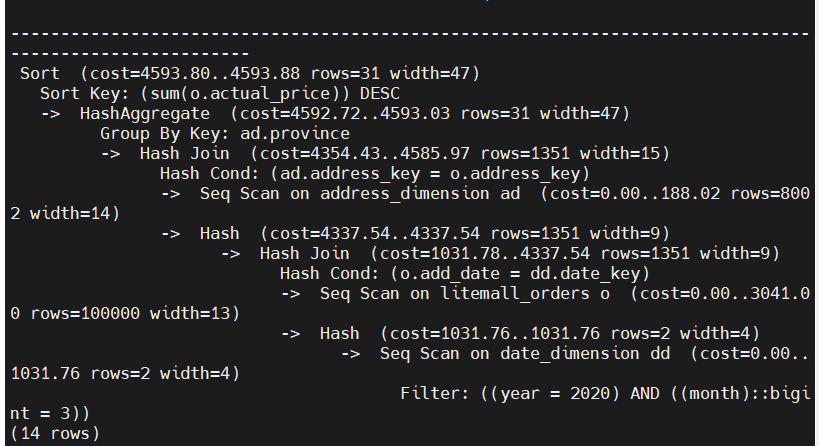 --------------------------------------------------------------------------------
------------------------
 Sort  (cost=4593.80..4593.88 rows=31 width=47)
   Sort Key: (sum(o.actual_price)) DESC
   ->  HashAggregate  (cost=4592.72..4593.03 rows=31 width=47)
         Group By Key: ad.province
         ->  Hash Join  (cost=4354.43..4585.97 rows=1351 width=15)
               Hash Cond: (ad.address_key = o.address_key)
               ->  Seq Scan on address_dimension ad  (cost=0.00..188.02 rows=800
2 width=14)
               ->  Hash  (cost=4337.54..4337.54 rows=1351 width=9)
                     ->  Hash Join  (cost=1031.78..4337.54 rows=1351 width=9)
                           Hash Cond: (o.add_date = dd.date_key)
                           ->  Seq Scan on litemall_orders o  (cost=0.00..3041.0
0 rows=100000 width=13)
                           ->  Hash  (cost=1031.76..1031.76 rows=2 width=4)
                                 ->  Seq Scan on date_dimension dd  (cost=0.00..
1031.76 rows=2 width=4)
                                       Filter: ((year = 2020) AND ((month)::bigi
nt = 3))
(14 rows)